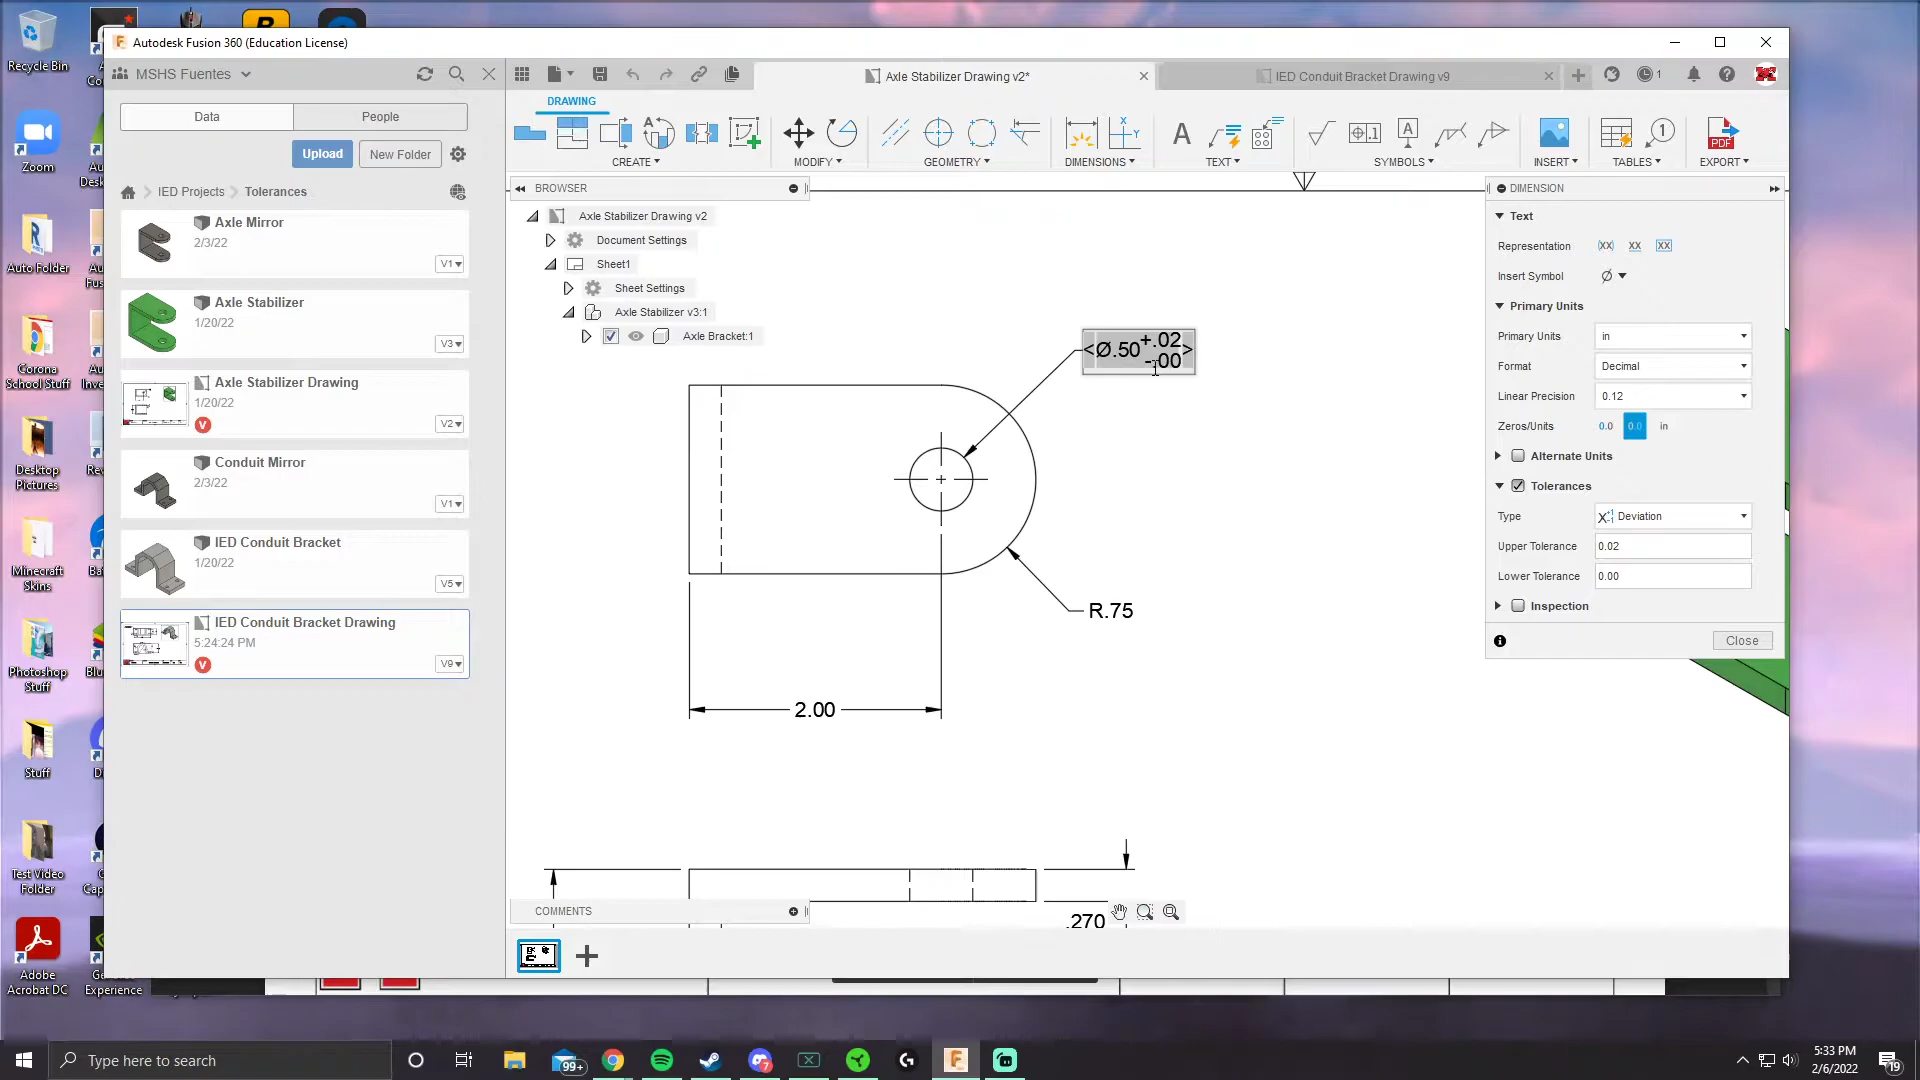 Recycle Bin
Zoom
Auto Folder
Corona School Stuff
Desktop Pictures
Minecraft Skins
Photoshop Stuff
Stuff
Test Video Folder
Adobe Acrobat DC
Experience
Autodesk Fusion 360 (Education License)
MSHS Fuentes
Data
People
Upload
New Folder
IED Projects
Tolerances
Axle Mirror
2/3/22
V1
Axle Stabilizer
1/20/22
V3
Axle Stabilizer Drawing
1/20/22
V
V2
Conduit Mirror
2/3/22
V1
IED Conduit Bracket
1/20/22
V5
IED Conduit Bracket Drawing
5:24:24 PM
V
V9
Axle Stabilizer Drawing v2*
IED Conduit Bracket Drawing v9
1
DRAWING
CREATE
MODIFY
GEOMETRY
DIMENSIONS
TEXT
SYMBOLS
INSERT
TABLES
PDF
EXPORT
BROWSER
Axle Stabilizer Drawing v2
Document Settings
Sheet1
Sheet Settings
Axle Stabilizer v3:1
Axle Bracket:1
<Ø.50 +.02 -.00>
R.75
2.00
.270
COMMENTS
DIMENSION
Text
Representation (XX) XX XX
Insert Symbol Ø
Primary Units
Primary Units in
Format Decimal
Linear Precision 0.12
Zeros/Units 0.0 0.0 in
Alternate Units
Tolerances
Type Deviation
Upper Tolerance 0.02
Lower Tolerance 0.00
Inspection
Close
Type here to search
99+
7
5:33 PM
2/6/2022
19